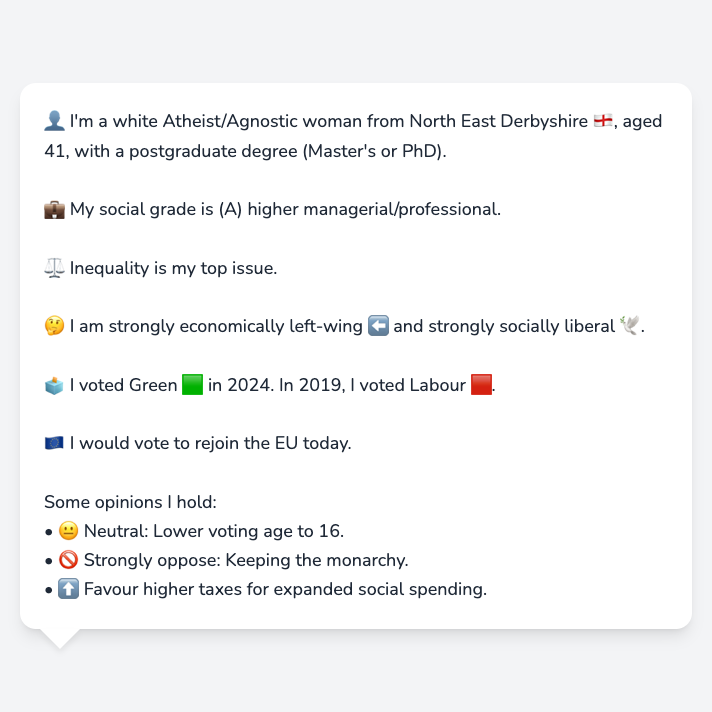 👤 I'm a white Atheist/Agnostic woman from North East Derbyshire 🏴󠁧󠁢󠁥󠁮󠁧󠁿, aged
41, with a postgraduate degree (Master's or PhD).
💼 My social grade is (A) higher managerial/professional.
⚖️ Inequality is my top issue.
🤔 I am strongly economically left-wing ⬅️ and strongly socially liberal 🕊️.
🗳️ I voted Green 🟩 in 2024. In 2019, I voted Labour 🟥.
🇪🇺 I would vote to rejoin the EU today.
Some opinions I hold:
• 😐 Neutral: Lower voting age to 16.
• 🚫 Strongly oppose: Keeping the monarchy.
• ⬆️ Favour higher taxes for expanded social spending.